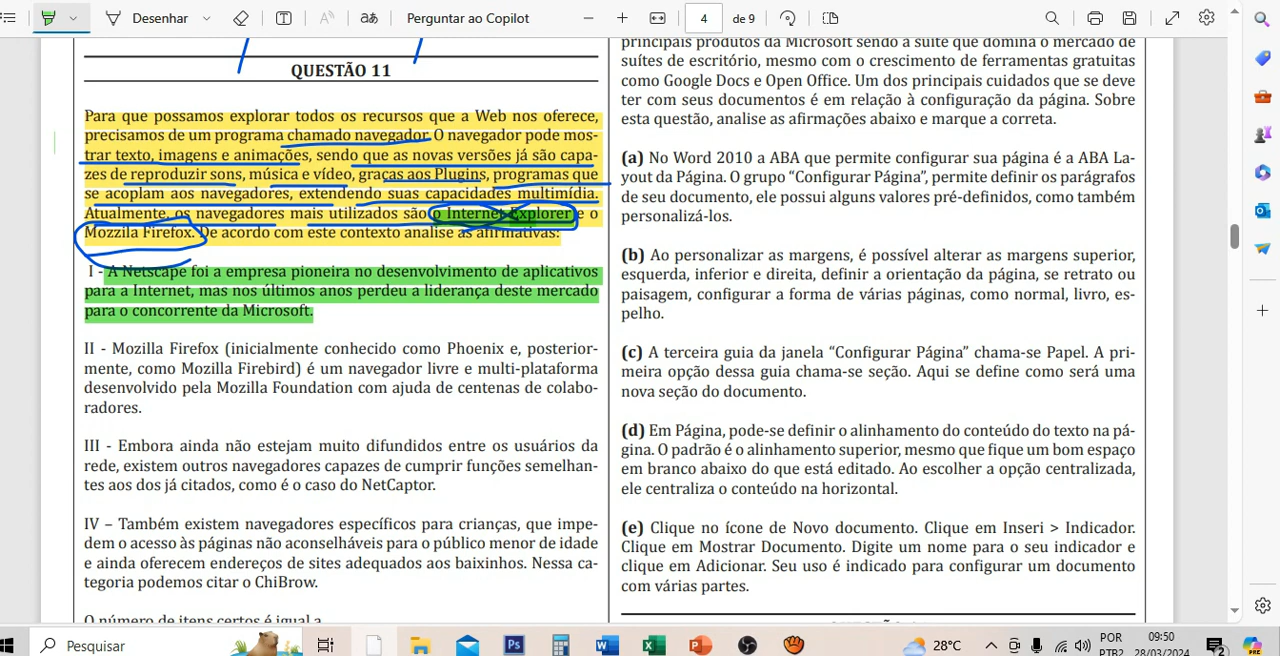 Desenhar
Perguntar ao Copilot
4
de 9
QUESTÃO 11
Para que possamos explorar todos os recursos que a Web nos oferece,
precisamos de um programa chamado navegador. O navegador pode mos-
trar texto, imagens e animações, sendo que as novas versões já são capa-
zes de reproduzir sons, música e vídeo, graças aos Plugins, programas que
se acoplam aos navegadores, extendendo suas capacidades multimídia.
Atualmente, os navegadores mais utilizados são o Internet Explorer e o
Mozzila Firefox. De acordo com este contexto analise as afirmativas:
I - A Netscape foi a empresa pioneira no desenvolvimento de aplicativos
para a Internet, mas nos últimos anos perdeu a liderança deste mercado
para o concorrente da Microsoft.
II - Mozilla Firefox (inicialmente conhecido como Phoenix e, posterior-
mente, como Mozilla Firebird) é um navegador livre e multi-plataforma
desenvolvido pela Mozilla Foundation com ajuda de centenas de colabo-
radores.
III - Embora ainda não estejam muito difundidos entre os usuários da
rede, existem outros navegadores capazes de cumprir funções semelhan-
tes aos dos já citados, como é o caso do NetCaptor.
IV – Também existem navegadores específicos para crianças, que impe-
dem o acesso às páginas não aconselháveis para o público menor de idade
e ainda oferecem endereços de sites adequados aos baixinhos. Nessa ca-
tegoria podemos citar o ChiBrow.
O número de itens certos é igual a
principais produtos da Microsoft sendo a suíte que domina o mercado de
suítes de escritório, mesmo com o crescimento de ferramentas gratuitas
como Google Docs e Open Office. Um dos principais cuidados que se deve
ter com seus documentos é em relação à configuração da página. Sobre
esta questão, analise as afirmações abaixo e marque a correta.
(a) No Word 2010 a ABA que permite configurar sua página é a ABA La-
yout da Página. O grupo “Configurar Página”, permite definir os parágrafos
de seu documento, ele possui alguns valores pré-definidos, como também
personalizá-los.
(b) Ao personalizar as margens, é possível alterar as margens superior,
esquerda, inferior e direita, definir a orientação da página, se retrato ou
paisagem, configurar a forma de várias páginas, como normal, livro, es-
pelho.
(c) A terceira guia da janela “Configurar Página” chama-se Papel. A pri-
meira opção dessa guia chama-se seção. Aqui se define como será uma
nova seção do documento.
(d) Em Página, pode-se definir o alinhamento do conteúdo do texto na pá-
gina. O padrão é o alinhamento superior, mesmo que fique um bom espaço
em branco abaixo do que está editado. Ao escolher a opção centralizada,
ele centraliza o conteúdo na horizontal.
(e) Clique no ícone de Novo documento. Clique em Inseri > Indicador.
Clique em Mostrar Documento. Digite um nome para o seu indicador e
clique em Adicionar. Seu uso é indicado para configurar um documento
com várias partes.
Pesquisar
28°C
POR
PTB2
09:50
28/03/2024